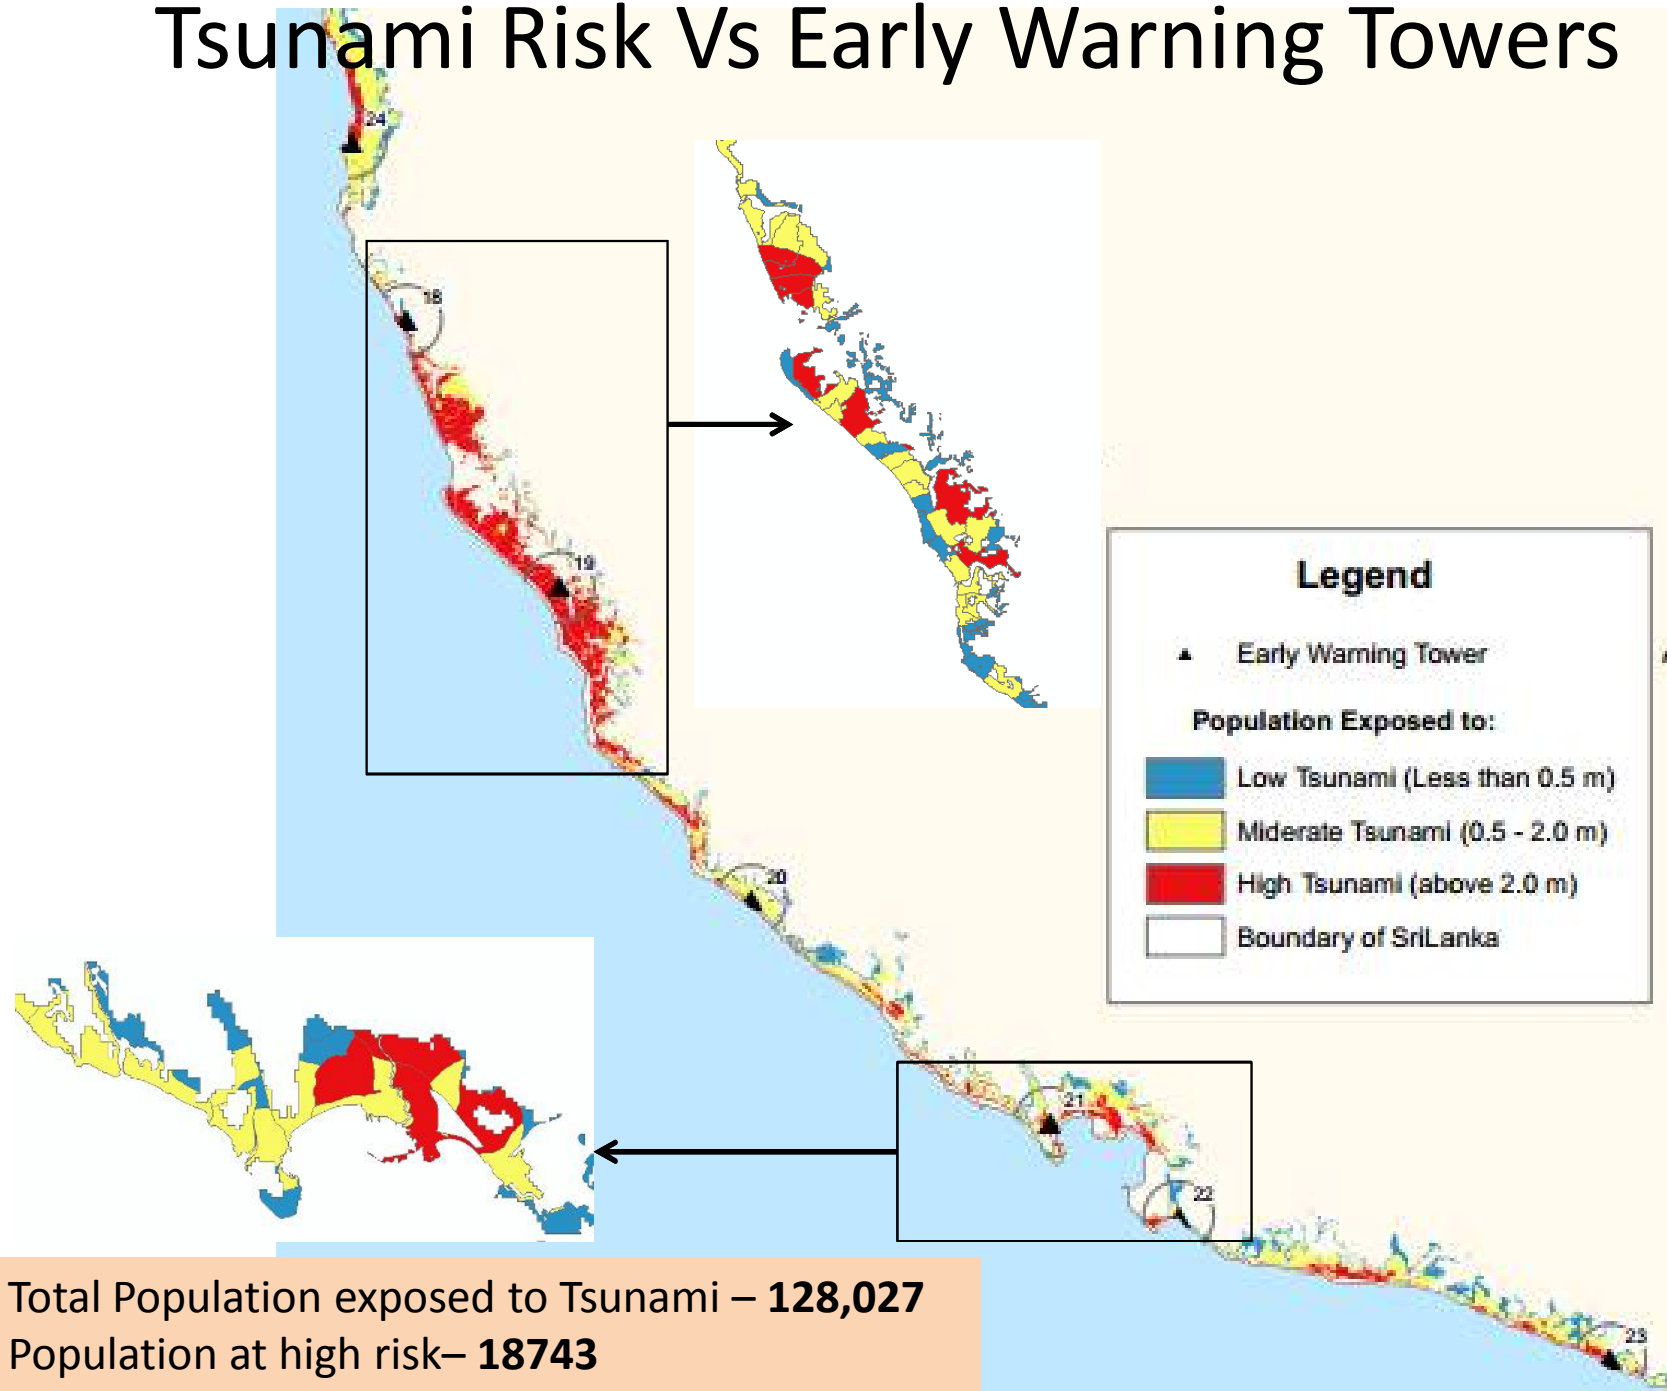 Tsunami Risk Vs Early Warning Towers
24
18
19
Legend
Early Warning Tower
Population Exposed to:
Low Tsunami (Less than 0.5 m)
Miderate Tsunami (0.5 - 2.0 m)
High Tsunami (above 2.0 m)
Boundary of SriLanka
20
21
22
23
Total Population exposed to Tsunami – 128,027
Population at high risk– 18743